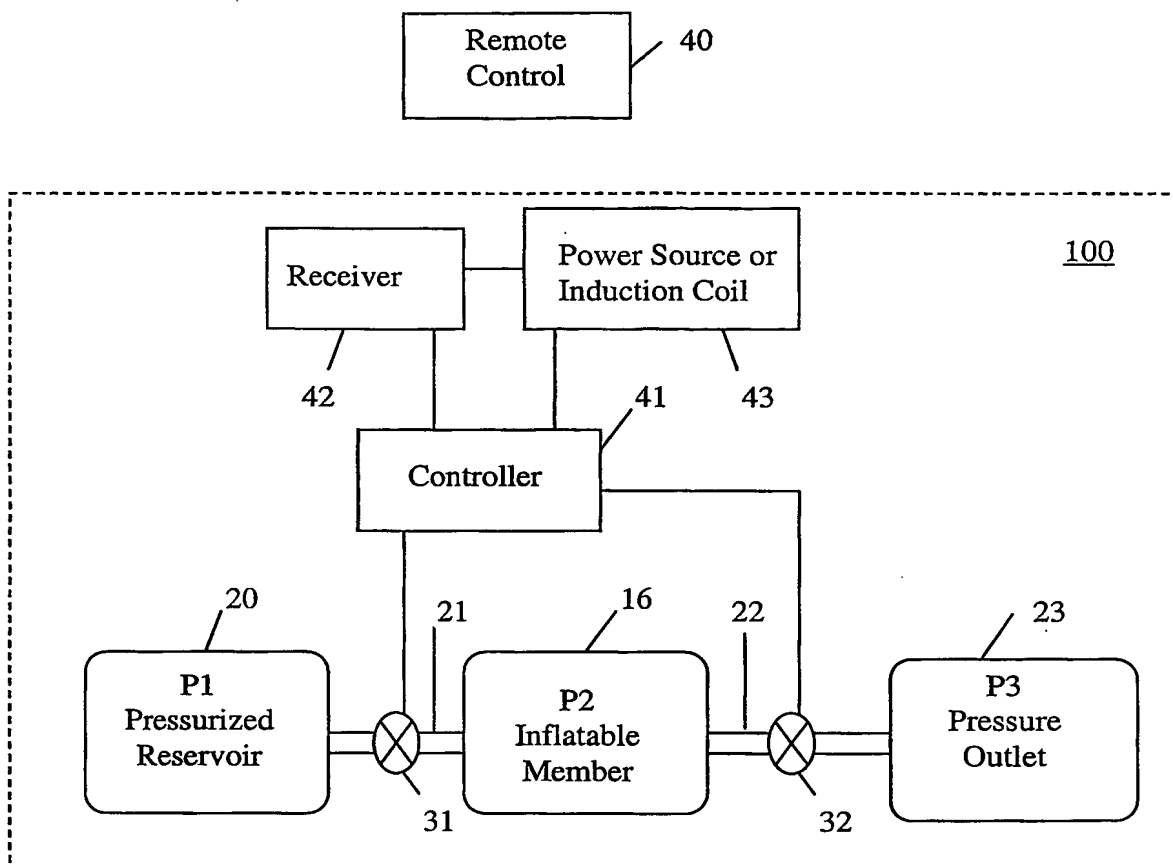 Remote
Control
40
100
Receiver
Power Source or
Induction Coil
42
41
43
Controller
20
21
16
22
23
P1
Pressurized
Reservoir
P2
Inflatable
Member
P3
Pressure
Outlet
31
32